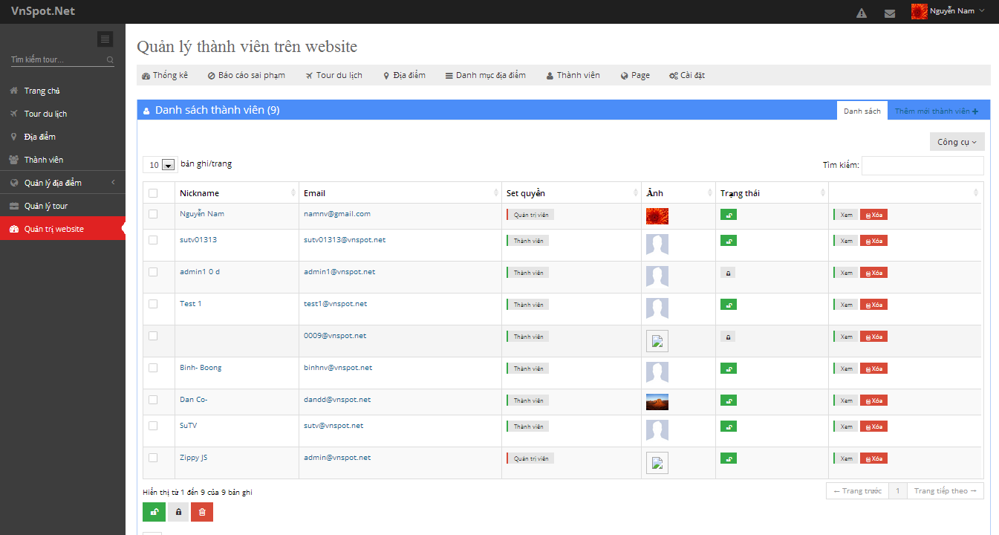 VnSpot.Net
Nguyễn Nam
Tìm kiếm tour...
Trang chủ
Tour du lịch
Địa điểm
Thành viên
Quản lý địa điểm
Quản lý tour
Quản trị website
Quản lý thành viên trên website
Thống kê Báo cáo sai phạm Tour du lịch Địa điểm Danh mục địa điểm Thành viên Page Cài đặt
Danh sách thành viên (9) Danh sách Thêm mới thành viên
Công cụ
10 bản ghi/trang Tìm kiếm:
Nickname Email Set quyền Ảnh Trạng thái
Nguyễn Nam namnv@gmail.com Quản trị viên Xem Xóa
sutv01313 sutv01313@vnspot.net Thành viên Xem Xóa
admin1 0 d admin1@vnspot.net Thành viên Xem Xóa
Test 1 test1@vnspot.net Thành viên Xem Xóa
0009@vnspot.net Thành viên Xem Xóa
Binh- Boong binhnv@vnspot.net Thành viên Xem Xóa
Dan Co- dandd@vnspot.net Thành viên Xem Xóa
SuTV sutv@vnspot.net Thành viên Xem Xóa
Zippy JS admin@vnspot.net Quản trị viên Xem Xóa
Hiển thị từ 1 đến 9 của 9 bản ghi
← Trang trước 1 Trang tiếp theo →